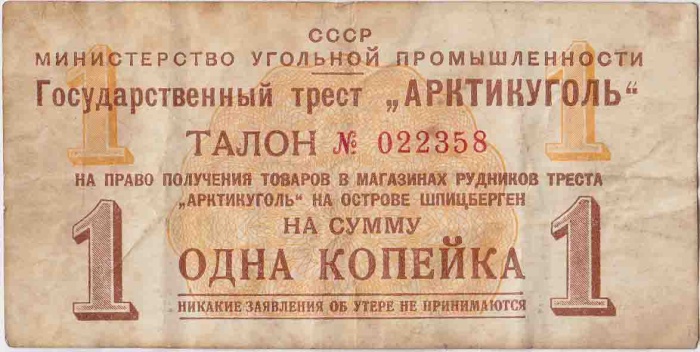 СССР
МИНИСТЕРСТВО УГОЛЬНОЙ ПРОМЫШЛЕННОСТИ
Государственный трест „АРКТИКУГОЛЬ“
1 ТАЛОН № 022358 1
НА ПРАВО ПОЛУЧЕНИЯ ТОВАРОВ В МАГАЗИНАХ РУДНИКОВ ТРЕСТА
„АРКТИКУГОЛЬ“ НА ОСТРОВЕ ШПИЦБЕРГЕН
НА СУММУ
1 ОДНА КОПЕЙКА 1
НИКАКИЕ ЗАЯВЛЕНИЯ ОБ УТЕРЕ НЕ ПРИНИМАЮТСЯ